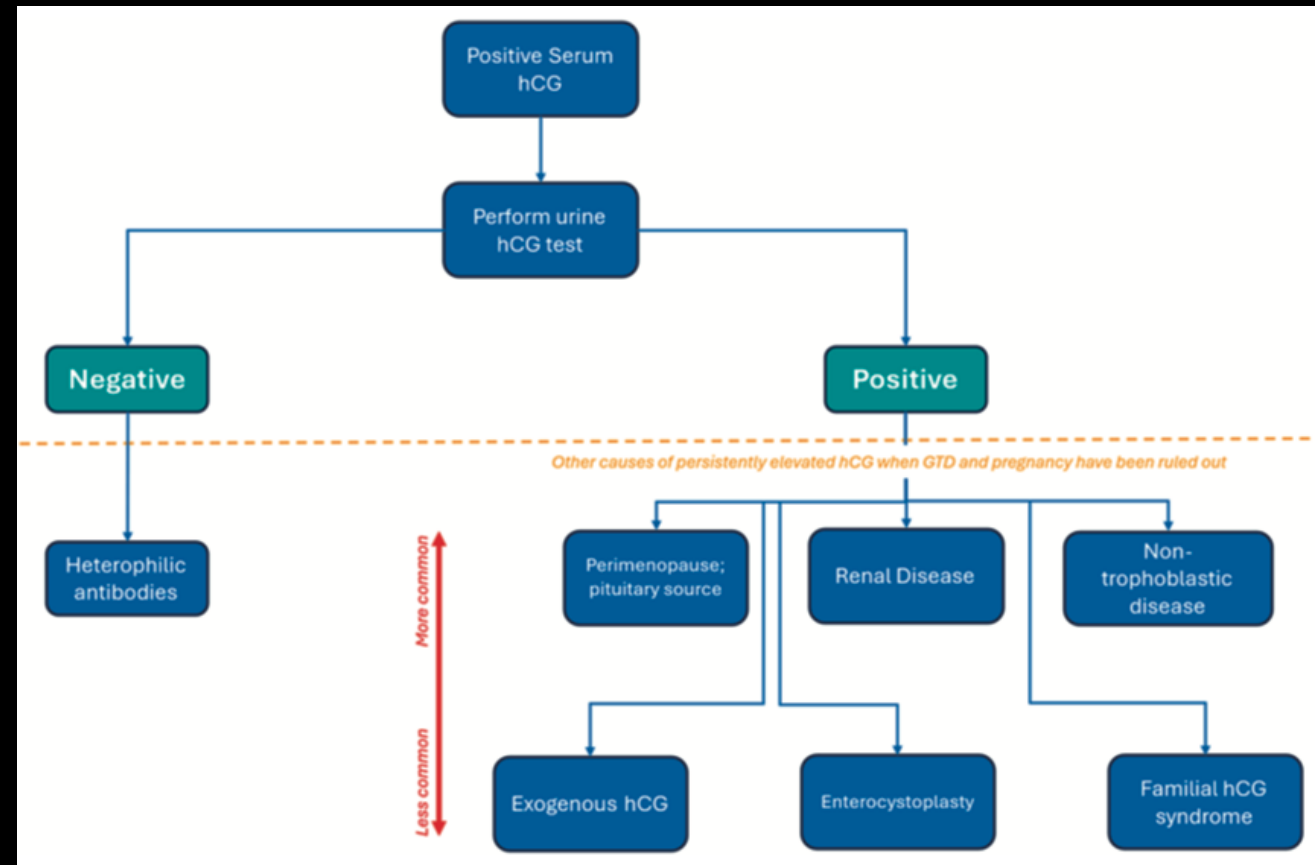 Positive Serum
hCG
Perform urine
hCG test
Negative
Positive
Other causes of persistently elevated hCG when GTD and pregnancy have been ruled out
More common
Less common
Heterophilic
antibodies
Perimenopause;
pituitary source
Renal Disease
Non-
trophoblastic
disease
Exogenous hCG
Enterocystoplasty
Familial hCG
syndrome